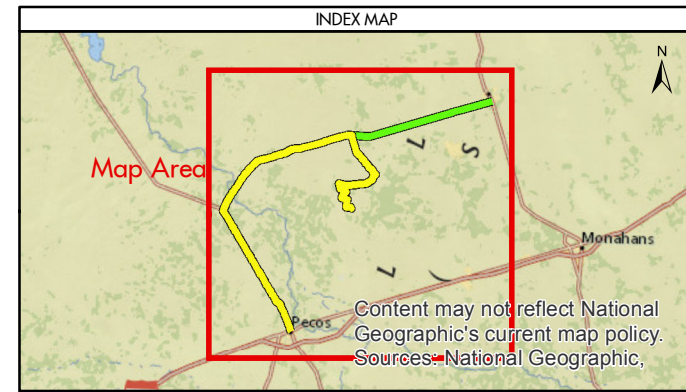 INDEX MAP
N
Map Area
S
L
Monahans
L
)
Pecos
Content may not reflect National
Geographic's current map policy.
Sources: National Geographic,